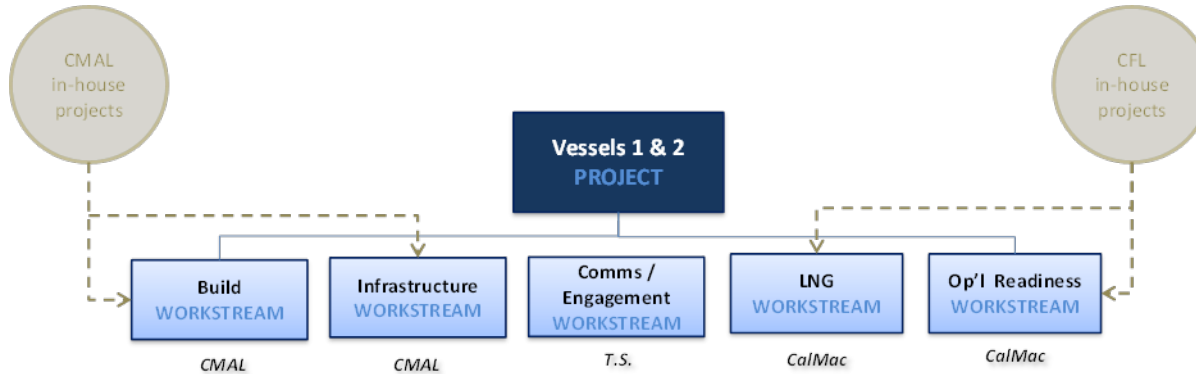 CMAL
in-house
projects
CFL
in-house
projects
Vessels 1 & 2
PROJECT
Build
WORKSTREAM
Infrastructure
WORKSTREAM
Comms /
Engagement
WORKSTREAM
LNG
WORKSTREAM
Op'l Readiness
WORKSTREAM
CMAL
CMAL
T.S.
CalMac
CalMac